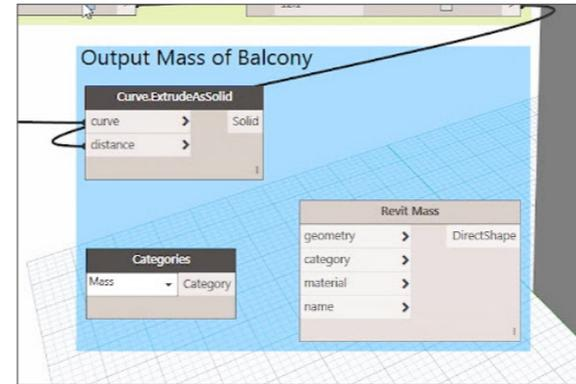 Output Mass of Balcony
Curve.ExtrudeAsSolid
curve > Solid
distance >
Revit Mass
geometry > DirectShape
category >
material >
name >
Categories
Mass Category